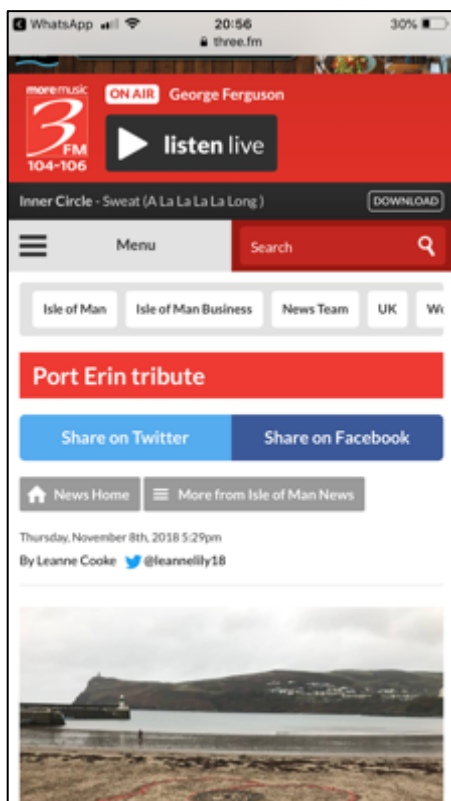 WhatsApp 20:56 30%
three.fm
more music
3
FM
104-106
ON AIR George Ferguson
listen live
Inner Circle - Sweat (A La La La La Long ) DOWNLOAD
Menu Search
Isle of Man Isle of Man Business News Team UK Wo
Port Erin tribute
Share on Twitter Share on Facebook
News Home More from Isle of Man News
Thursday, November 8th, 2018 5:29pm
By Leanne Cooke @leannelily18